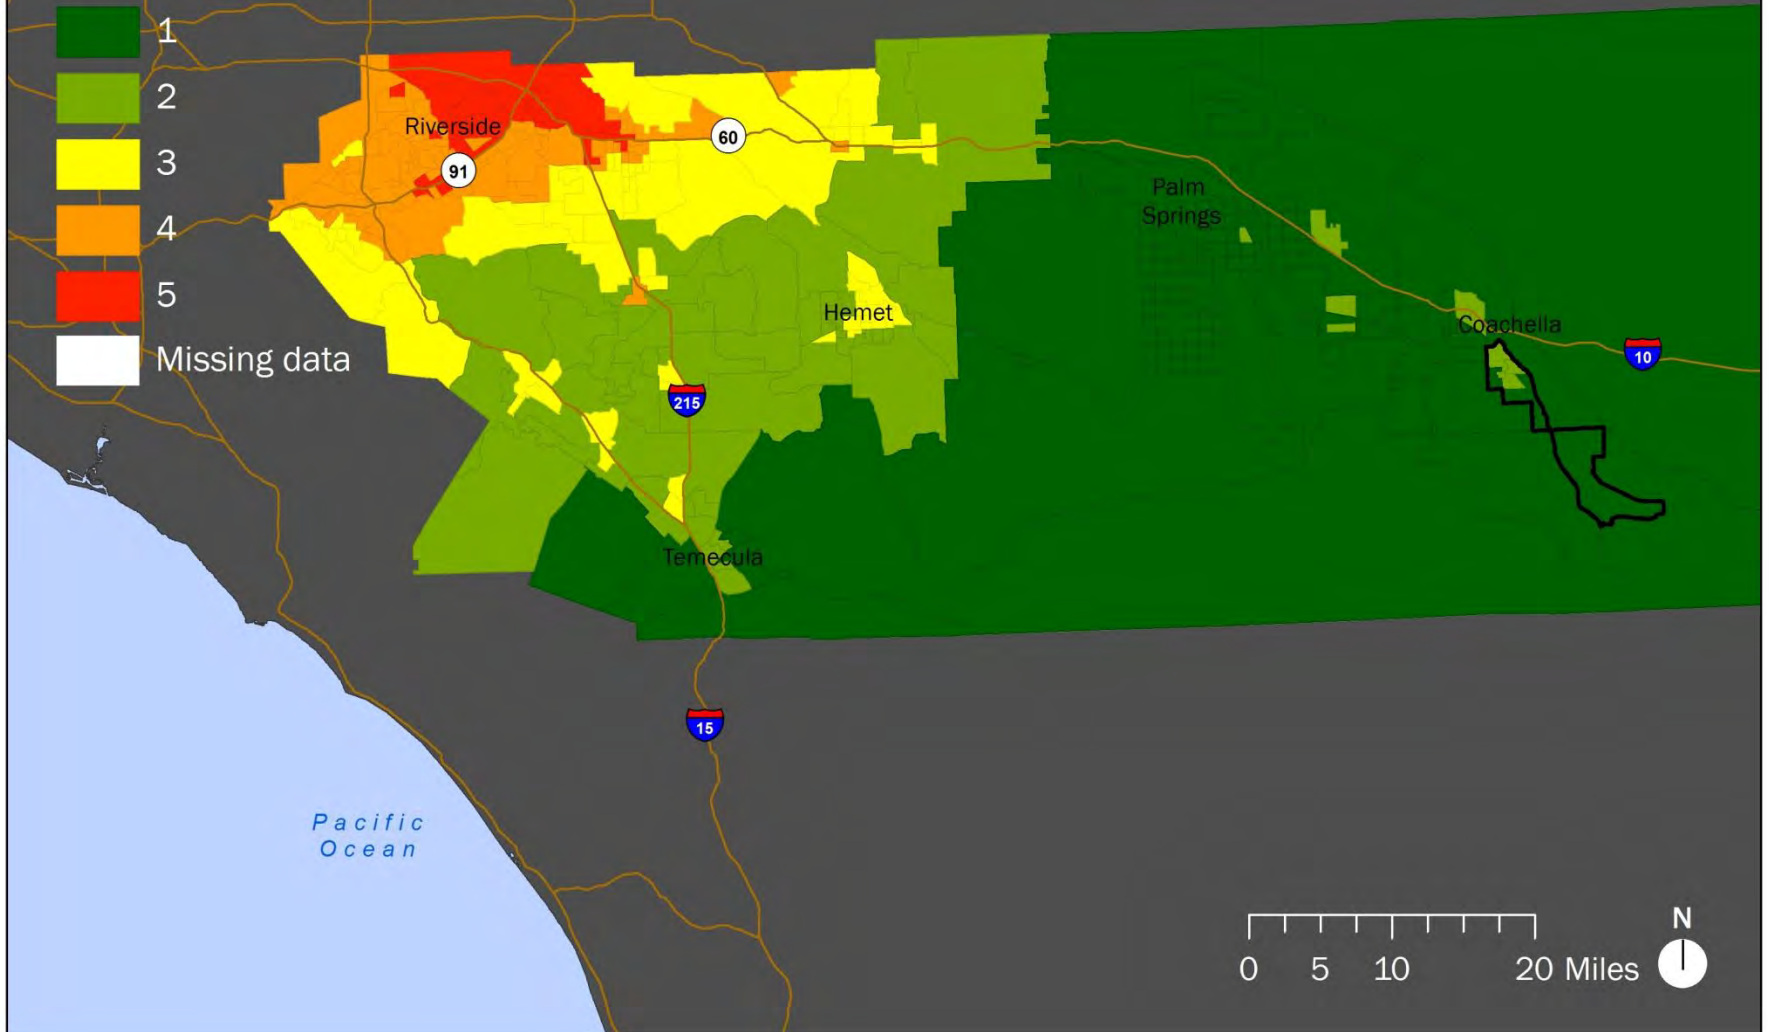 1
2
3
4
5
Missing data
Riverside
60
91
Palm
Springs
Hemet
Coachella
10
215
Temecula
15
Pacific
Ocean
N
0 5 10 20 Miles